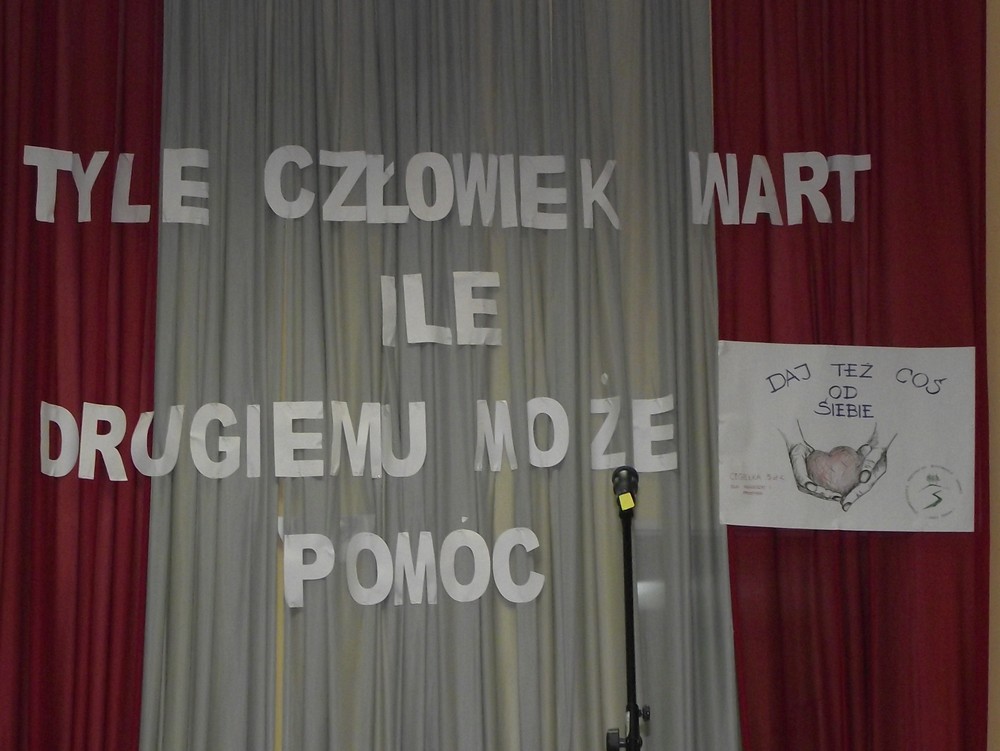 TYLE CZŁOWIEK WART
ILE
DRUGIEMU MOŻE
POMÓC
DAJ TEŻ COŚ
OD
SIEBIE